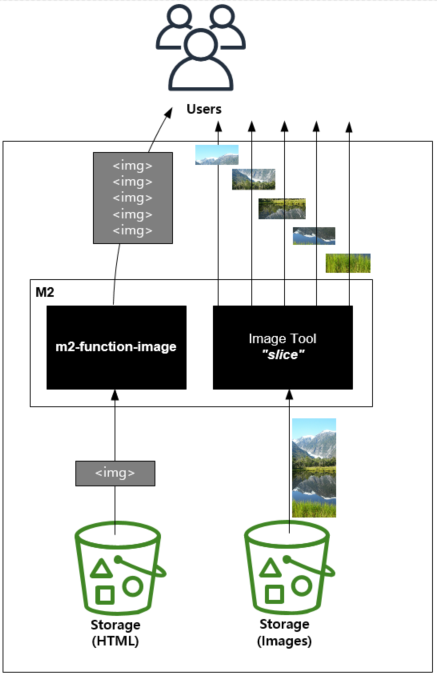 Users
<img>
<img>
<img>
<img>
<img>
M2
m2-function-image
Image Tool
"slice"
<img>
Storage
(HTML)
Storage
(Images)